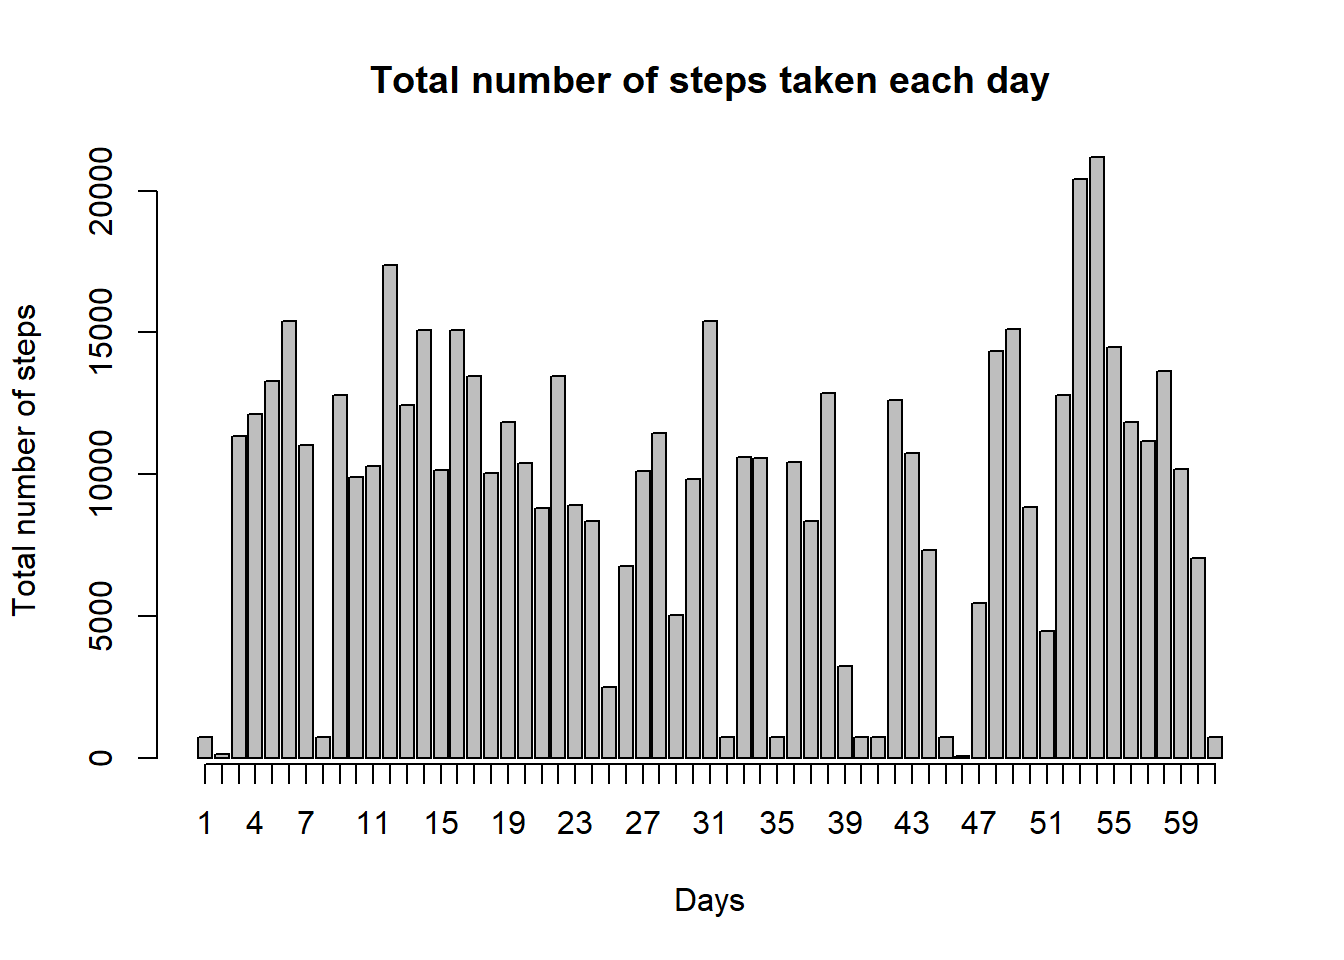 Total number of steps taken each day
Total number of steps
20000
15000
10000
5000
0
1 4 7 11 15 19 23 27 31 35 39 43 47 51 55 59
Days